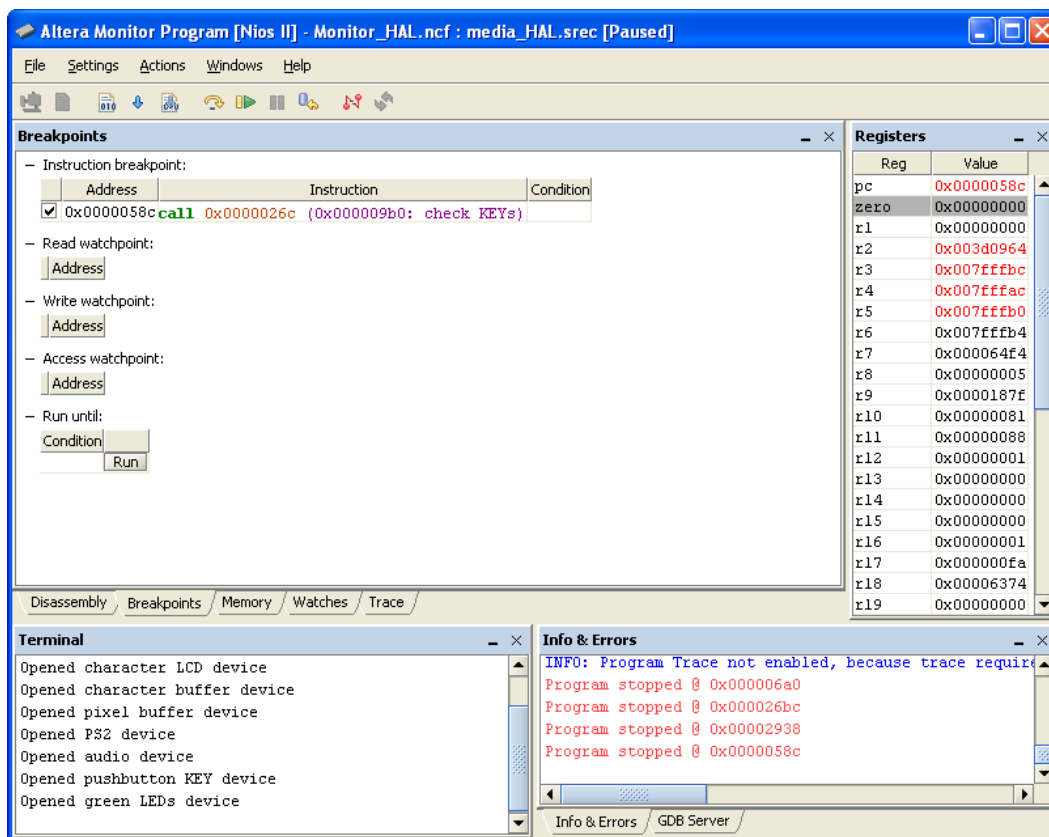 Altera Monitor Program [Nios II] - Monitor_HAL.ncf : media_HAL.srec [Paused]
File Settings Actions Windows Help
Breakpoints
Instruction breakpoint:
Address Instruction Condition
0x0000058c call 0x0000026c (0x000009b0: check KEYs)
Read watchpoint:
Address
Write watchpoint:
Address
Access watchpoint:
Address
Run until:
Condition
Run
Disassembly Breakpoints Memory Watches Trace
Registers
Reg Value
pc 0x0000058c
zero 0x00000000
r1 0x00000000
r2 0x003d0964
r3 0x007fffbc
r4 0x007fffac
r5 0x007fffb0
r6 0x007fffb4
r7 0x000064f4
r8 0x00000005
r9 0x0000187f
r10 0x00000081
r11 0x00000088
r12 0x00000001
r13 0x00000000
r14 0x00000000
r15 0x00000000
r16 0x00000001
r17 0x000000fa
r18 0x00006374
r19 0x00000000
Terminal
Opened character LCD device
Opened character buffer device
Opened pixel buffer device
Opened PS2 device
Opened audio device
Opened pushbutton KEY device
Opened green LEDs device
Info & Errors
INFO: Program Trace not enabled, because trace require
Program stopped @ 0x000006a0
Program stopped @ 0x000026bc
Program stopped @ 0x00002938
Program stopped @ 0x0000058c
Info & Errors GDB Server